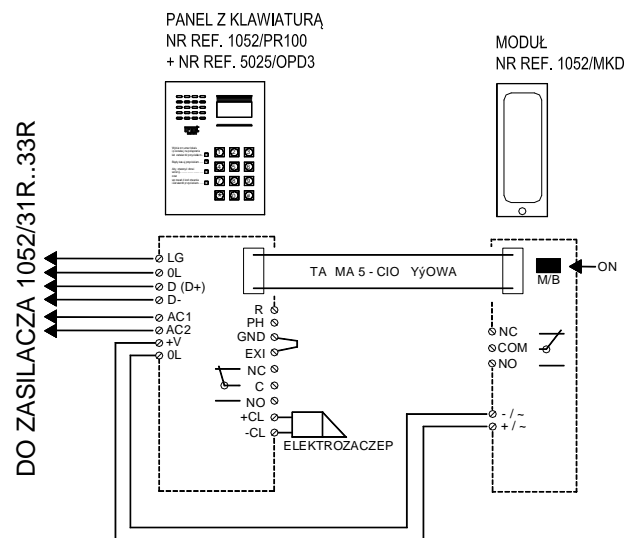 PANEL Z KLAWIATURĄ
NR REF. 1052/PR100
+ NR REF. 5025/OPD3
MODUŁ
NR REF. 1052/MKD
DO ZASILACZA 1052/31R..33R
LG
0L
D (D+)
D-
AC1
AC2
+V
0L
TA MA 5 - CIO YýOWA
M/B
ON
R
PH
GND
EXI
NC
C
NO
+CL
-CL
ELEKTROZACZEP
NC
COM
NO
- / ~
+ / ~